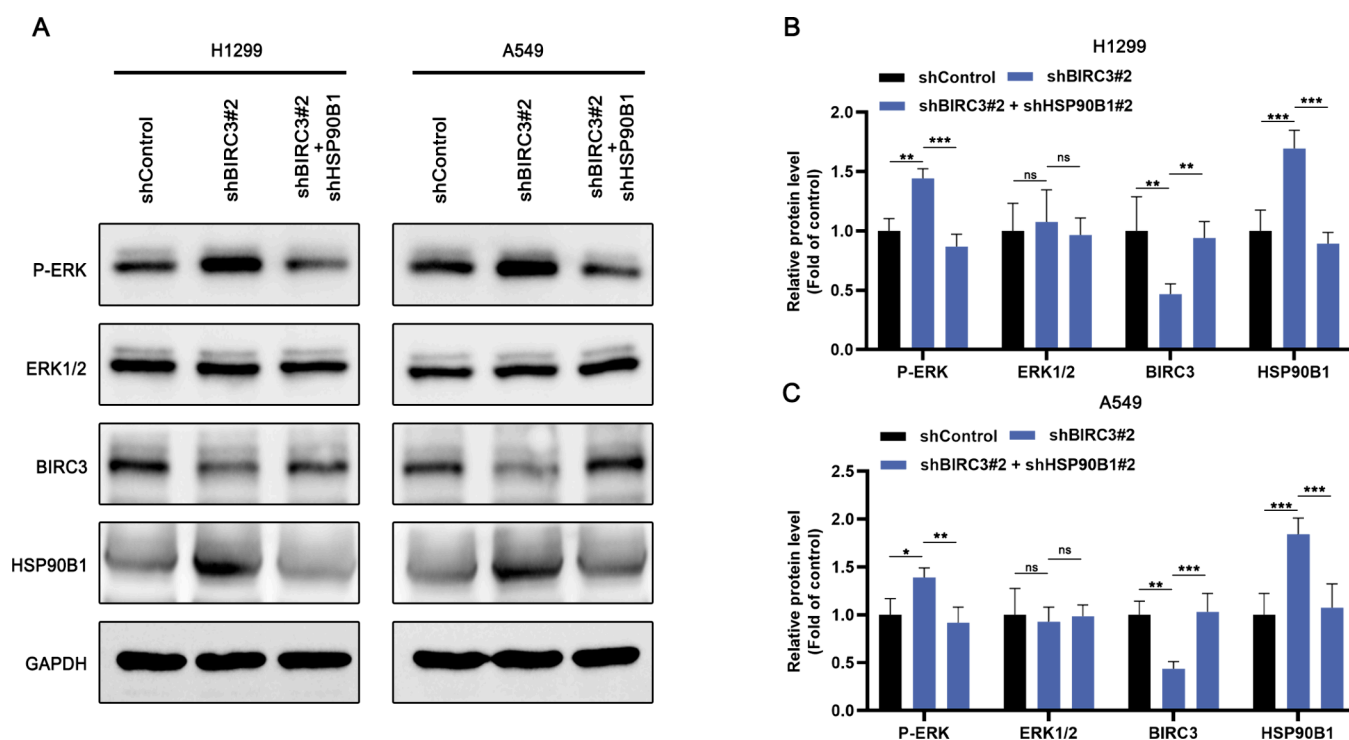 A
H1299
A549
shControl
shBIRC3#2
shBIRC3#2
+
shHSP90B1
shControl
shBIRC3#2
shBIRC3#2
+
shHSP90B1
P-ERK
ERK1/2
BIRC3
HSP90B1
GAPDH
B
H1299
shControl shBIRC3#2
shBIRC3#2 + shHSP90B1#2
Relative protein level
(Fold of control)
2.0
1.5
1.0
0.5
0.0
** ***
ns ns
** **
*** ***
P-ERK ERK1/2 BIRC3 HSP90B1
C
A549
shControl shBIRC3#2
shBIRC3#2 + shHSP90B1#2
Relative protein level
(Fold of control)
2.5
2.0
1.5
1.0
0.5
0.0
* **
ns ns
** ***
*** ***
P-ERK ERK1/2 BIRC3 HSP90B1